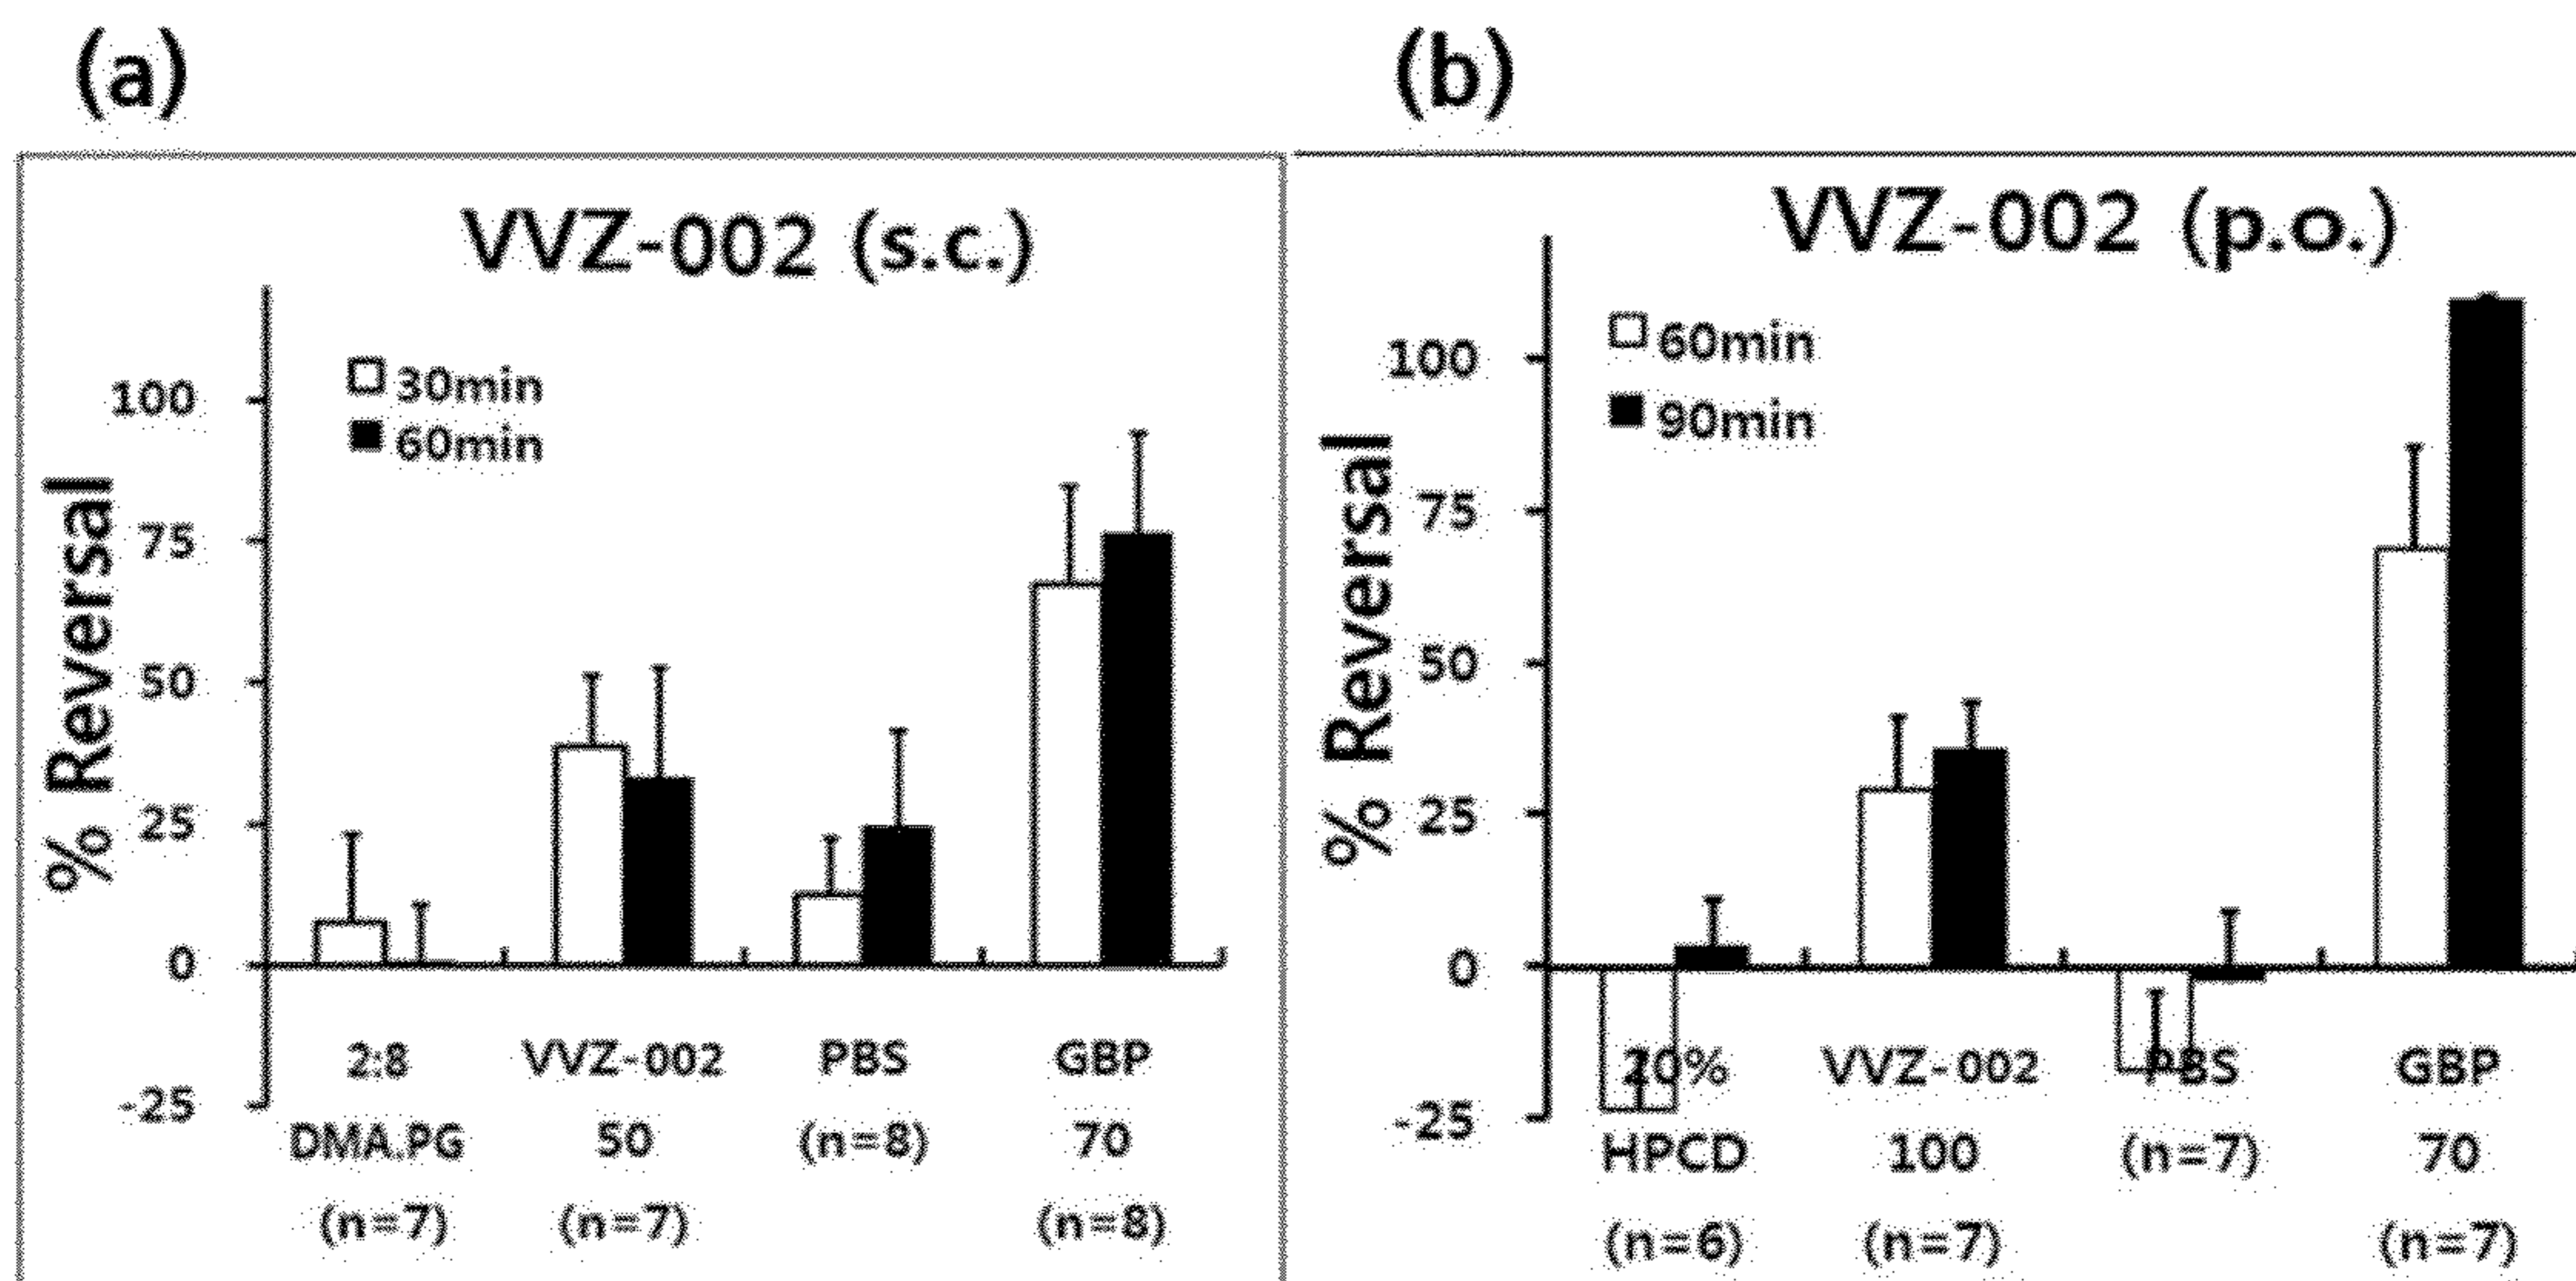 (a)
VVZ-002 (s.c.)
30min
60min
% Reversal
100
75
50
25
0
-25
2:8 VVZ-002 PBS GBP
DMA.PG 50 (n=8) 70
(n=7) (n=7) (n=8)
(b)
VVZ-002 (p.o.)
60min
90min
% Reversal
100
75
50
25
0
-25
20% VVZ-002 PBS GBP
HPCD 100 (n=7) 70
(n=6) (n=7) (n=7)